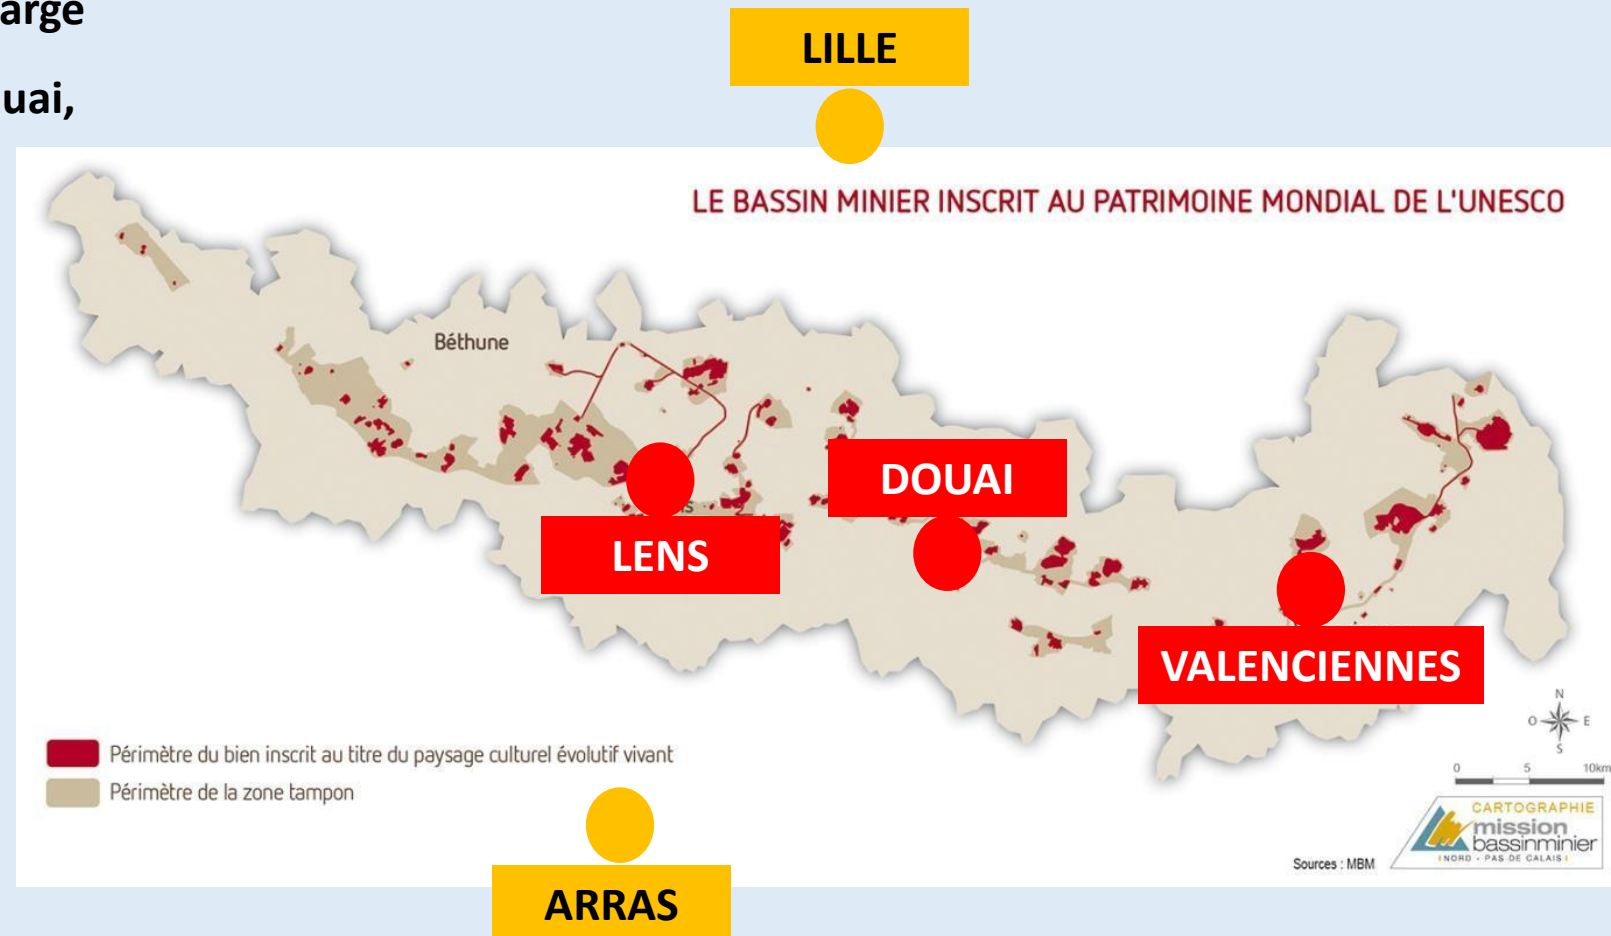 arge
uai,
LILLE
LE BASSIN MINIER INSCRIT AU PATRIMOINE MONDIAL DE L'UNESCO
Béthune
DOUAI
LENS
VALENCIENNES
N
O E
S
Périmètre du bien inscrit au titre du paysage culturel évolutif vivant
Périmètre de la zone tampon
0 5 10km
CARTOGRAPHIE
mission
bassinminier
NORD - PAS DE CALAIS
Sources : MBM
ARRAS